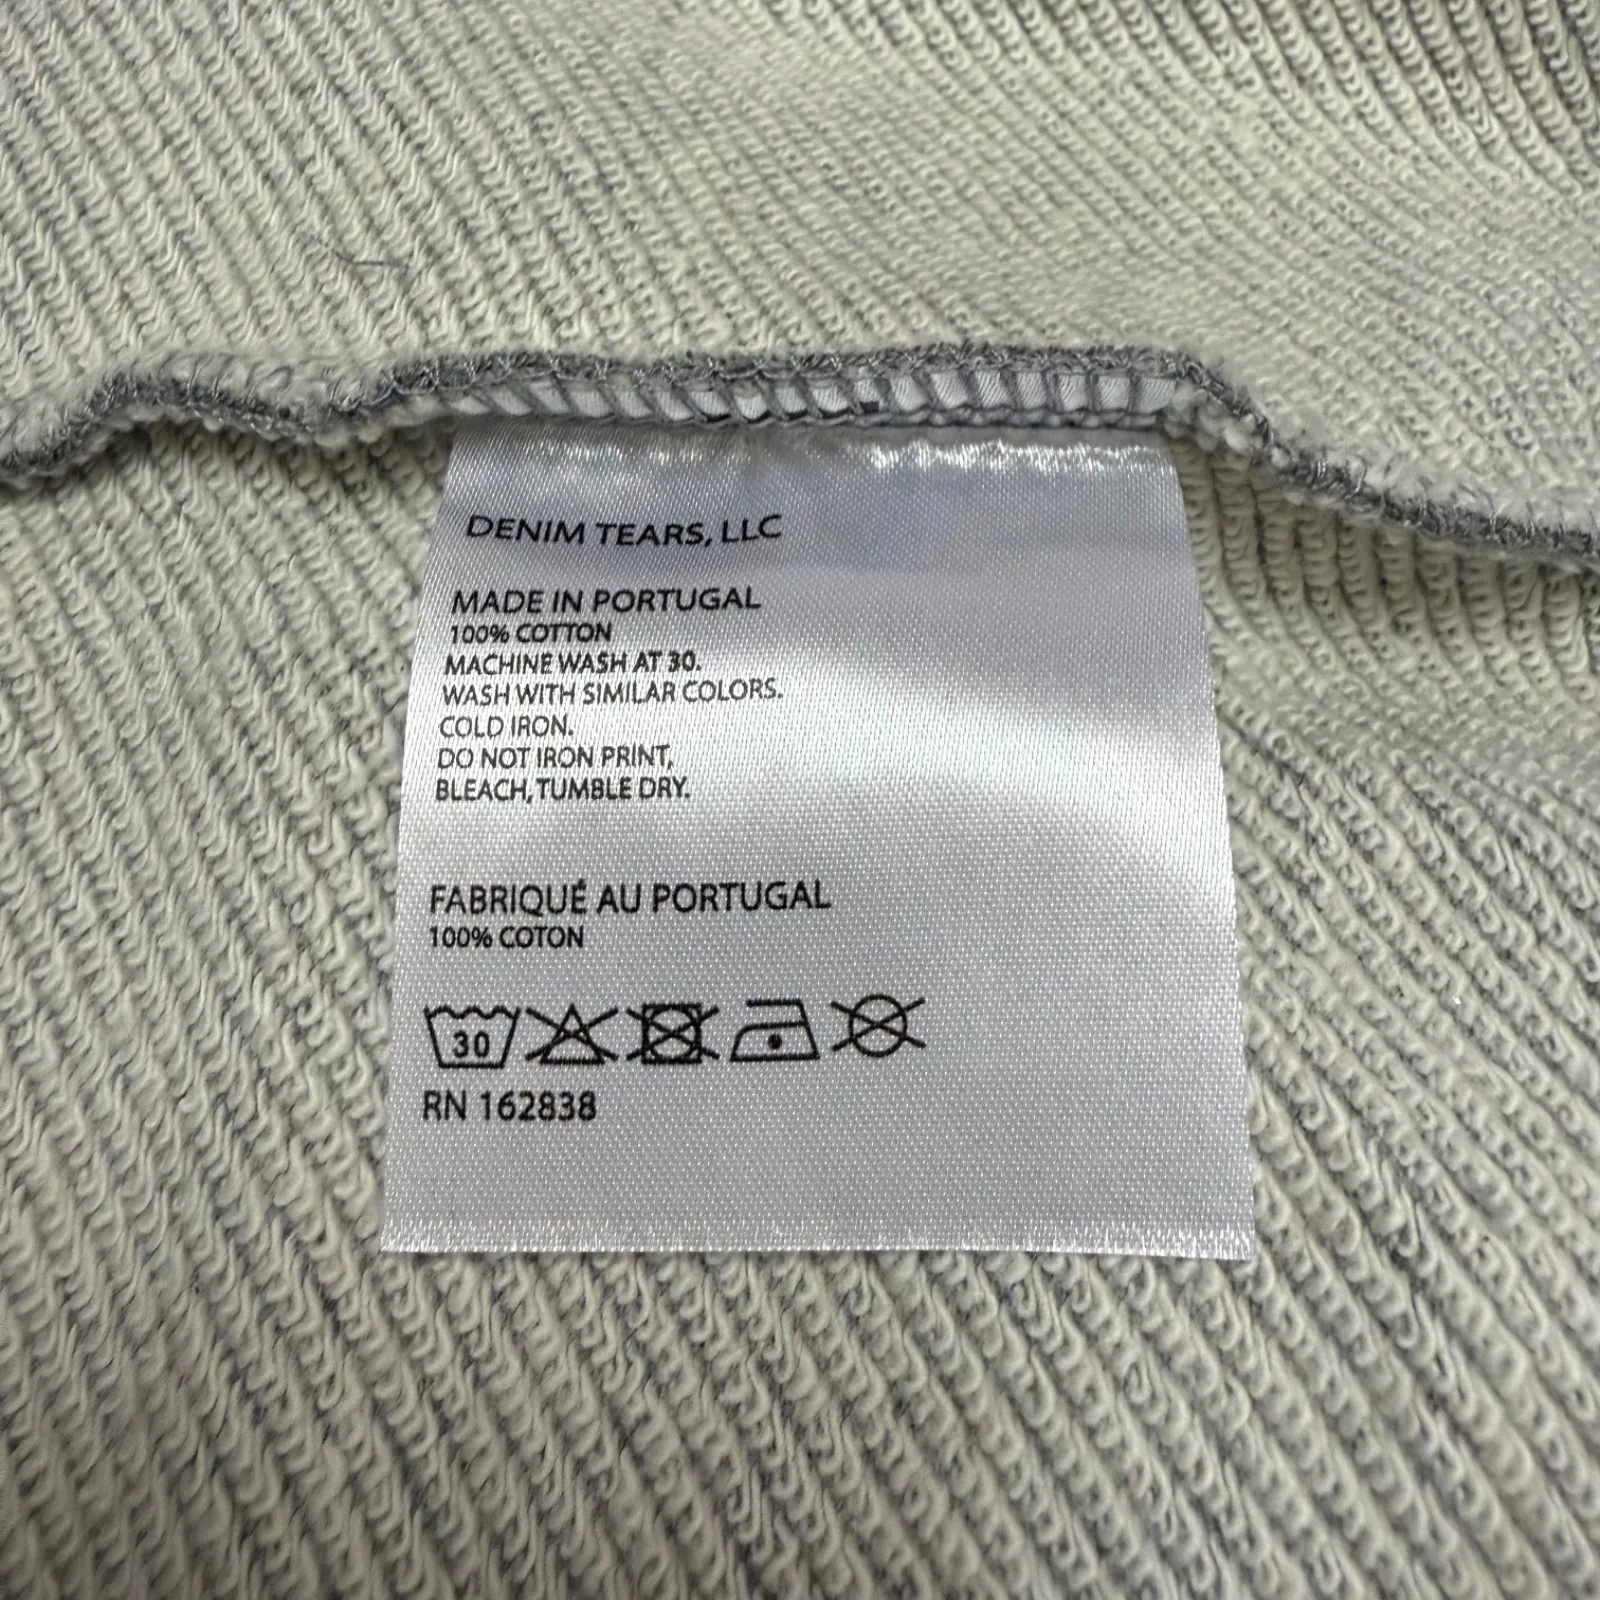 DENIM TEARS, LLC
MADE IN PORTUGAL
100% COTTON
MACHINE WASH AT 30.
WASH WITH SIMILAR COLORS.
COLD IRON.
DO NOT IRON PRINT,
BLEACH, TUMBLE DRY.
FABRIQUÉ AU PORTUGAL
100% COTON
30
RN 162838